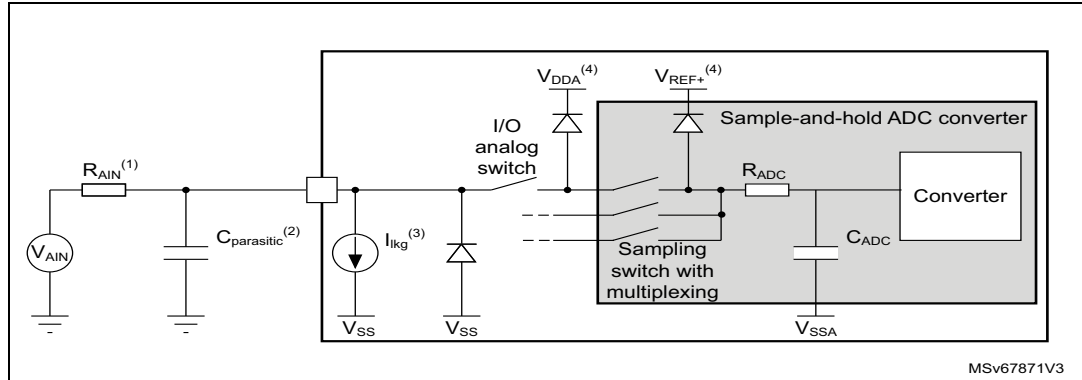 V_DDA(4)
V_REF+(4)
Sample-and-hold ADC converter
I/O
analog
switch
R_AIN(1)
R_ADC
Converter
V_AIN
C_parasitic(2)
I_lkg(3)
C_ADC
Sampling
switch with
multiplexing
V_SS
V_SS
V_SSA
MSv67871V3